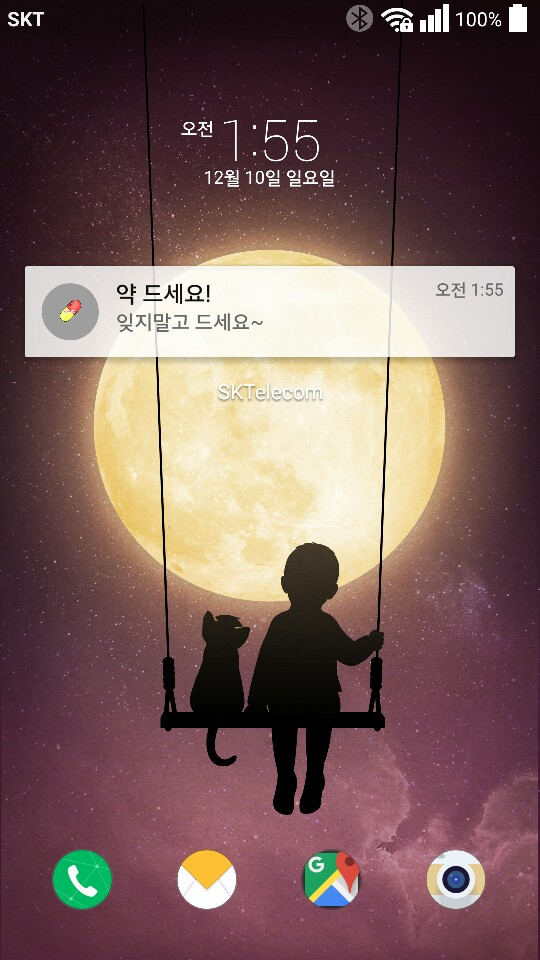 SKT 100%
오전 1:55
12월 10일 일요일
약 드세요! 오전 1:55
잊지말고 드세요~
SKTelecom
G